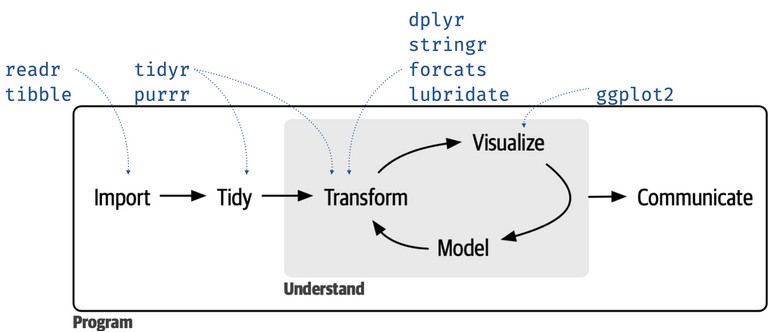 dplyr
stringr
readr tidyr forcats
tibble purrr lubridate ggplot2
Visualize
Import Tidy Transform Communicate
Model
Understand
Program